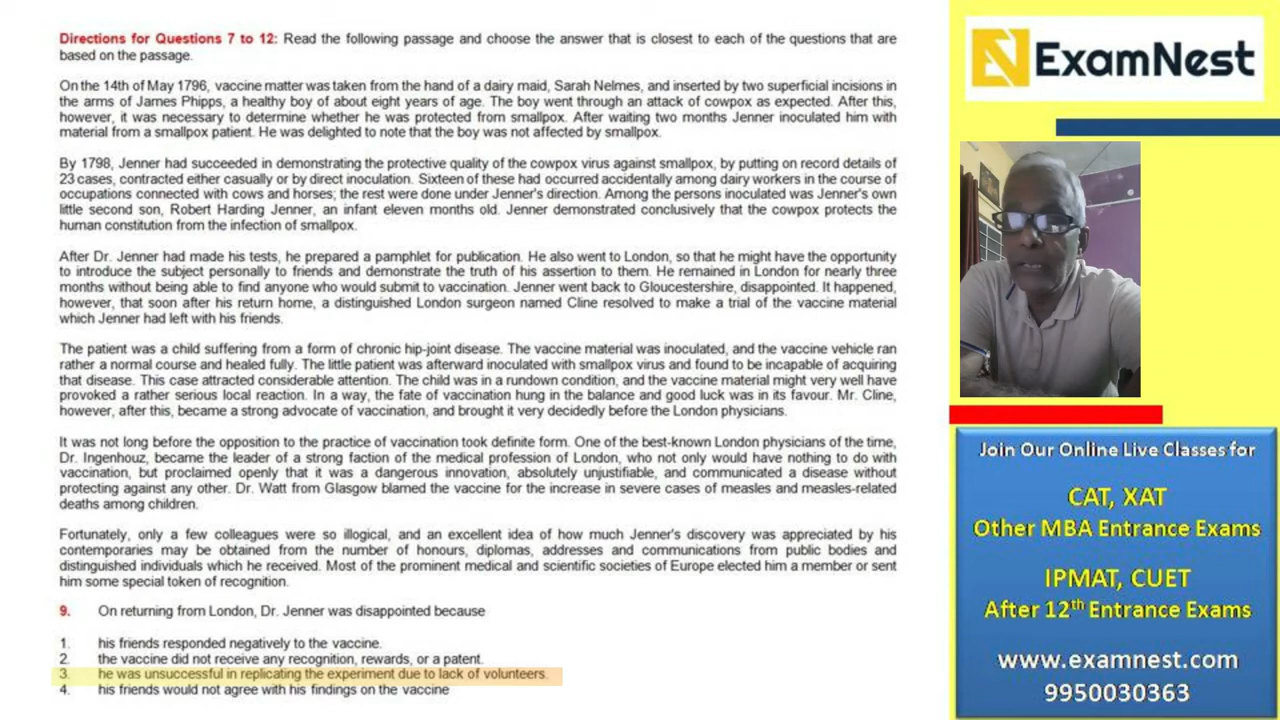 Directions for Questions 7 to 12: Read the following passage and choose the answer that is closest to each of the questions that are
based on the passage.
On the 14th of May 1796, vaccine matter was taken from the hand of a dairy maid, Sarah Nelmes, and inserted by two superficial incisions in
the arms of James Phipps, a healthy boy of about eight years of age. The boy went through an attack of cowpox as expected. After this,
however, it was necessary to determine whether he was protected from smallpox. After waiting two months Jenner inoculated him with
material from a smallpox patient. He was delighted to note that the boy was not affected by smallpox.
By 1798, Jenner had succeeded in demonstrating the protective quality of the cowpox virus against smallpox, by putting on record details of
23 cases, contracted either casually or by direct inoculation. Sixteen of these had occurred accidentally among dairy workers in the course of
occupations connected with cows and horses; the rest were done under Jenner's direction. Among the persons inoculated was Jenner's own
little second son, Robert Harding Jenner, an infant eleven months old. Jenner demonstrated conclusively that the cowpox protects the
human constitution from the infection of smallpox.
After Dr. Jenner had made his tests, he prepared a pamphlet for publication. He also went to London, so that he might have the opportunity
to introduce the subject personally to friends and demonstrate the truth of his assertion to them. He remained in London for nearly three
months without being able to find anyone who would submit to vaccination. Jenner went back to Gloucestershire, disappointed. It happened,
however, that soon after his return home, a distinguished London surgeon named Cline resolved to make a trial of the vaccine material
which Jenner had left with his friends.
The patient was a child suffering from a form of chronic hip-joint disease. The vaccine material was inoculated, and the vaccine vehicle ran
rather a normal course and healed fully. The little patient was afterward inoculated with smallpox virus and found to be incapable of acquiring
that disease. This case attracted considerable attention. The child was in a rundown condition, and the vaccine material might very well have
provoked a rather serious local reaction. In a way, the fate of vaccination hung in the balance and good luck was in its favour. Mr. Cline,
however, after this, became a strong advocate of vaccination, and brought it very decidedly before the London physicians.
It was not long before the opposition to the practice of vaccination took definite form. One of the best-known London physicians of the time,
Dr. Ingenhouz, became the leader of a strong faction of the medical profession of London, who not only would have nothing to do with
vaccination, but proclaimed openly that it was a dangerous innovation, absolutely unjustifiable, and communicated a disease without
protecting against any other. Dr. Watt from Glasgow blamed the vaccine for the increase in severe cases of measles and measles-related
deaths among children.
Fortunately, only a few colleagues were so illogical, and an excellent idea of how much Jenner's discovery was appreciated by his
contemporaries may be obtained from the number of honours, diplomas, addresses and communications from public bodies and
distinguished individuals which he received. Most of the prominent medical and scientific societies of Europe elected him a member or sent
him some special token of recognition.
9. On returning from London, Dr. Jenner was disappointed because
1. his friends responded negatively to the vaccine.
2. the vaccine did not receive any recognition, rewards, or a patent.
3. he was unsuccessful in replicating the experiment due to lack of volunteers.
4. his friends would not agree with his findings on the vaccine
ExamNest
Join Our Online Live Classes for
CAT, XAT
Other MBA Entrance Exams
IPMAT, CUET
After 12th Entrance Exams
www.examnest.com
9950030363